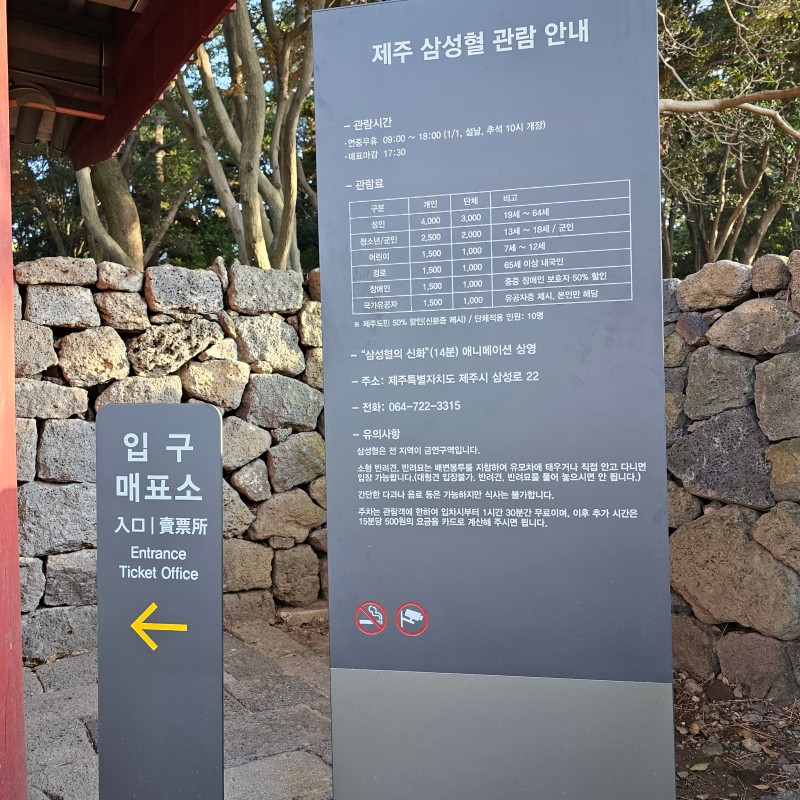 제주 삼성혈 관람 안내
- 관람시간
·연중무휴 09:00 ~ 18:00 (1/1, 설날, 추석 10시 개장)
·매표마감 17:30
- 관람료
구분 개인 단체 비고
성인 4,000 3,000 19세 ~ 64세
청소년/군인 2,500 2,000 13세 ~ 18세 / 군인
어린이 1,500 1,000 7세 ~ 12세
경로 1,500 1,000 65세 이상 내국인
장애인 1,500 1,000 중증 장애인 보호자 50% 할인
국가유공자 1,500 1,000 유공자증 제시, 본인만 해당
※ 제주도민 50% 할인(신분증 제시) / 단체적용 인원: 10명
- "삼성혈의 신화"(14분) 애니메이션 상영
- 주소: 제주특별자치도 제주시 삼성로 22
- 전화: 064-722-3315
- 유의사항
삼성혈은 전 지역이 금연구역입니다.
소형 반려견, 반려묘는 배변봉투를 지참하여 유모차에 태우거나 직접 안고 다니면
입장 가능합니다.(대형견 입장불가, 반려견, 반려묘를 풀어 놓으시면 안 됩니다.)
간단한 다과나 음료 등은 가능하지만 식사는 불가합니다.
주차는 관람객에 한하여 입차시부터 1시간 30분간 무료이며, 이후 추가 시간은
15분당 500원의 요금을 카드로 계산해 주시면 됩니다.
입 구
매표소
入口 | 賣票所
Entrance
Ticket Office